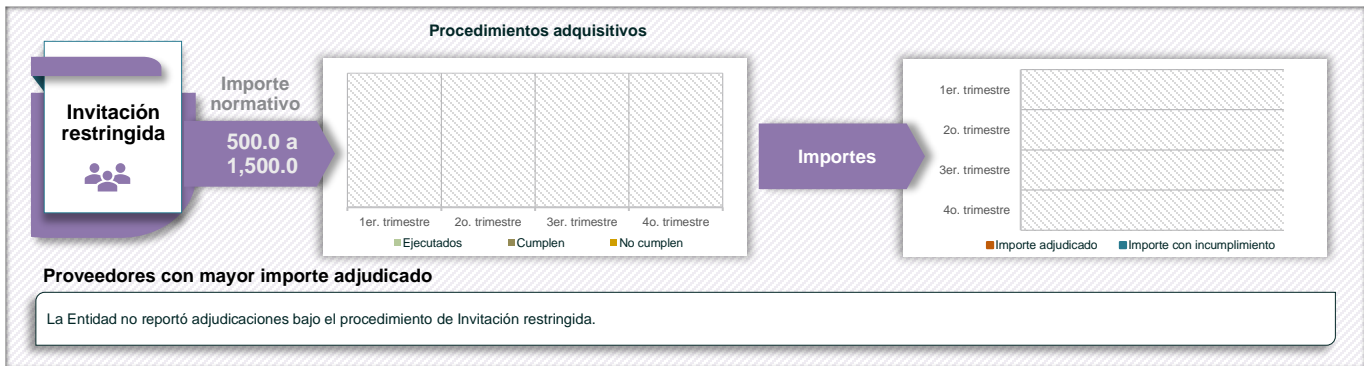 Procedimientos adquisitivos
Invitación
restringida
Importe
normativo
500.0 a
1,500.0
1er. trimestre 2o. trimestre 3er. trimestre 4o. trimestre
Ejecutados Cumplen No cumplen
Importes
1er. trimestre
2o. trimestre
3er. trimestre
4o. trimestre
Importe adjudicado Importe con incumplimiento
Proveedores con mayor importe adjudicado
La Entidad no reportó adjudicaciones bajo el procedimiento de Invitación restringida.